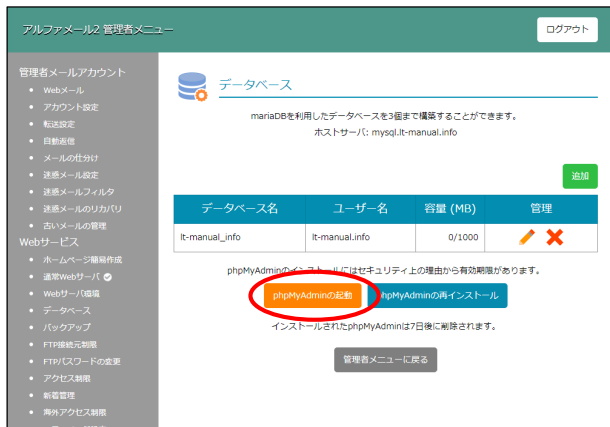 アルファメール2 管理者メニュー
ログアウト
管理者メールアカウント
Webメール
アカウント設定
転送設定
自動返信
メールの仕分け
迷惑メール設定
迷惑メールフィルタ
迷惑メールのリカバリ
古いメールの管理
Webサービス
ホームページ簡易作成
通常Webサーバ
Webサーバ環境
データベース
バックアップ
FTP接続元制限
FTPパスワードの変更
アクセス制限
新着管理
海外アクセス制限
データベース
mariaDBを利用したデータベースを3個まで構築することができます。
ホストサーバ: mysql.lt-manual.info
追加
データベース名 ユーザー名 容量 (MB) 管理
lt-manual_info lt-manual.info 0/1000
phpMyAdminのインストールにはセキュリティ上の理由から有効期限があります。
phpMyAdminの起動 phpMyAdminの再インストール
インストールされたphpMyAdminは7日後に削除されます。
管理者メニューに戻る